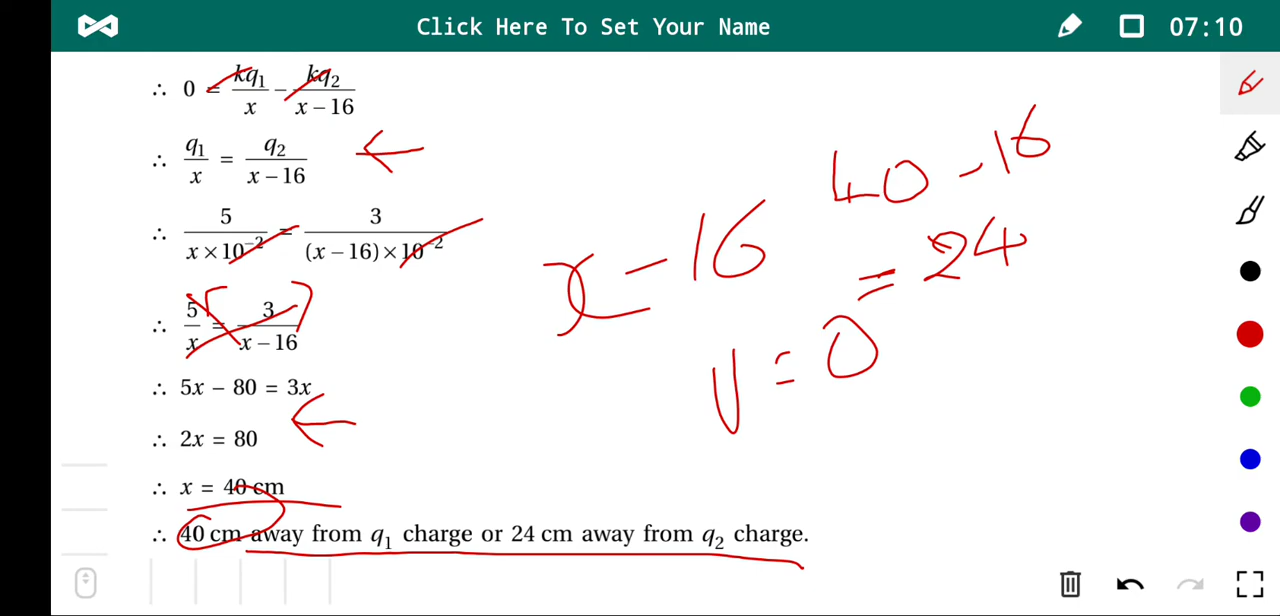 Click Here To Set Your Name
07:10
∴ 0 = kq₁/x − kq₂/(x − 16)
∴ q₁/x = q₂/(x − 16)
∴ 5/(x × 10⁻²) = 3/((x − 16) × 10⁻²)
∴ 5/x = 3/(x − 16)
∴ 5x − 80 = 3x
∴ 2x = 80
∴ x = 40 cm
∴ 40 cm away from q₁ charge or 24 cm away from q₂ charge.
x − 16
40 − 16
= 24
V = 0